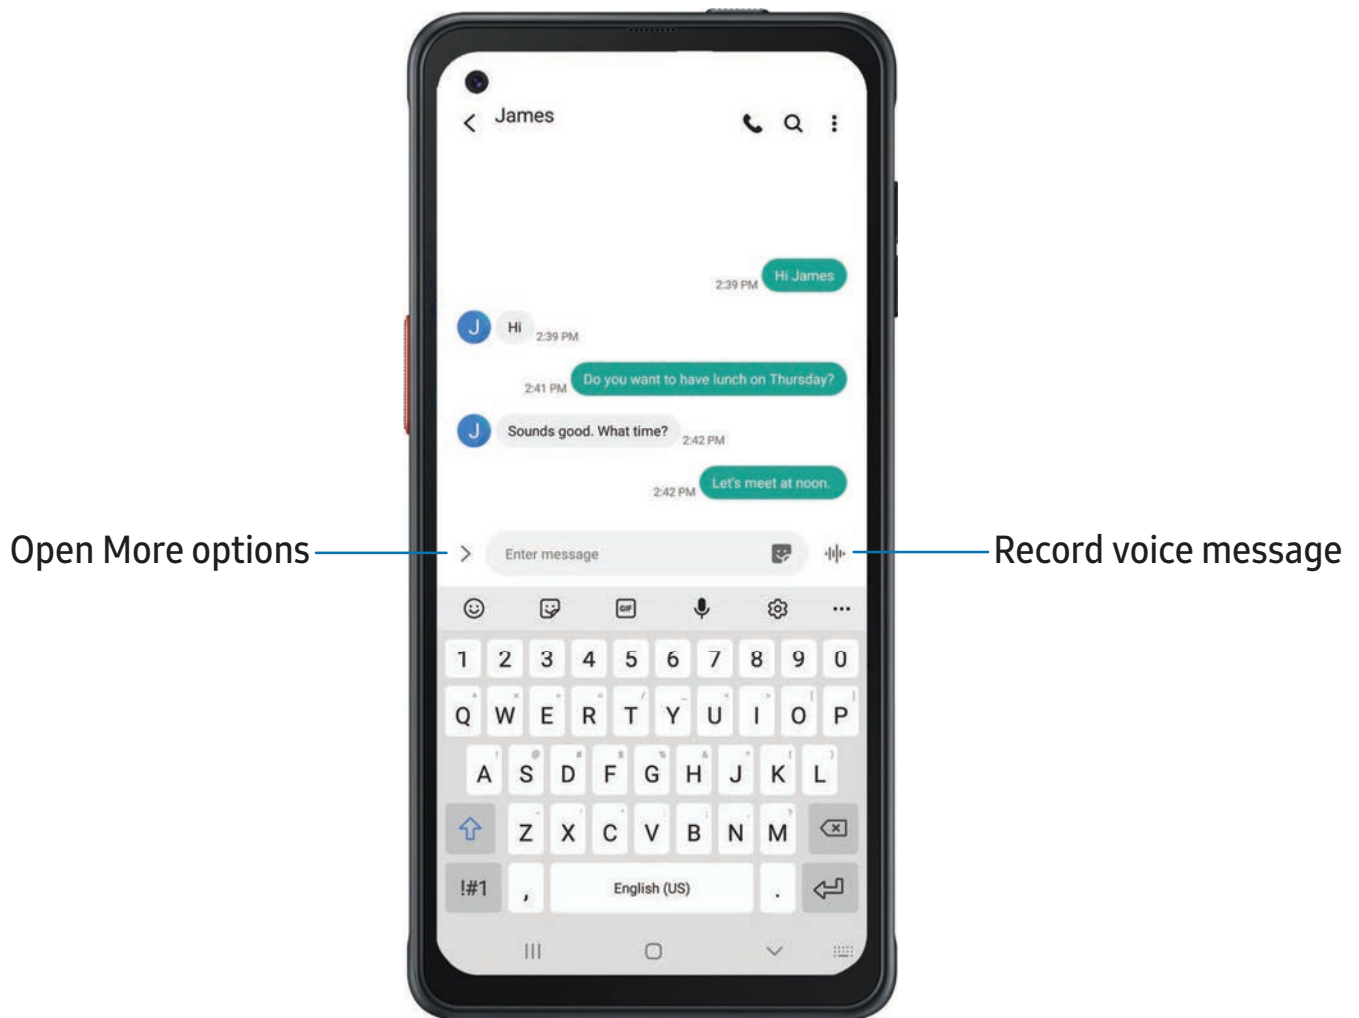 James
Hi James
2:39 PM
J
Hi
2:39 PM
Do you want to have lunch on Thursday?
2:41 PM
J
Sounds good. What time?
2:42 PM
Let's meet at noon.
2:42 PM
Open More options
Enter message
Record voice message
GIF
1 2 3 4 5 6 7 8 9 0
Q W E R T Y U I O P
A S D F G H J K L
Z X C V B N M
!#1 , English (US) .